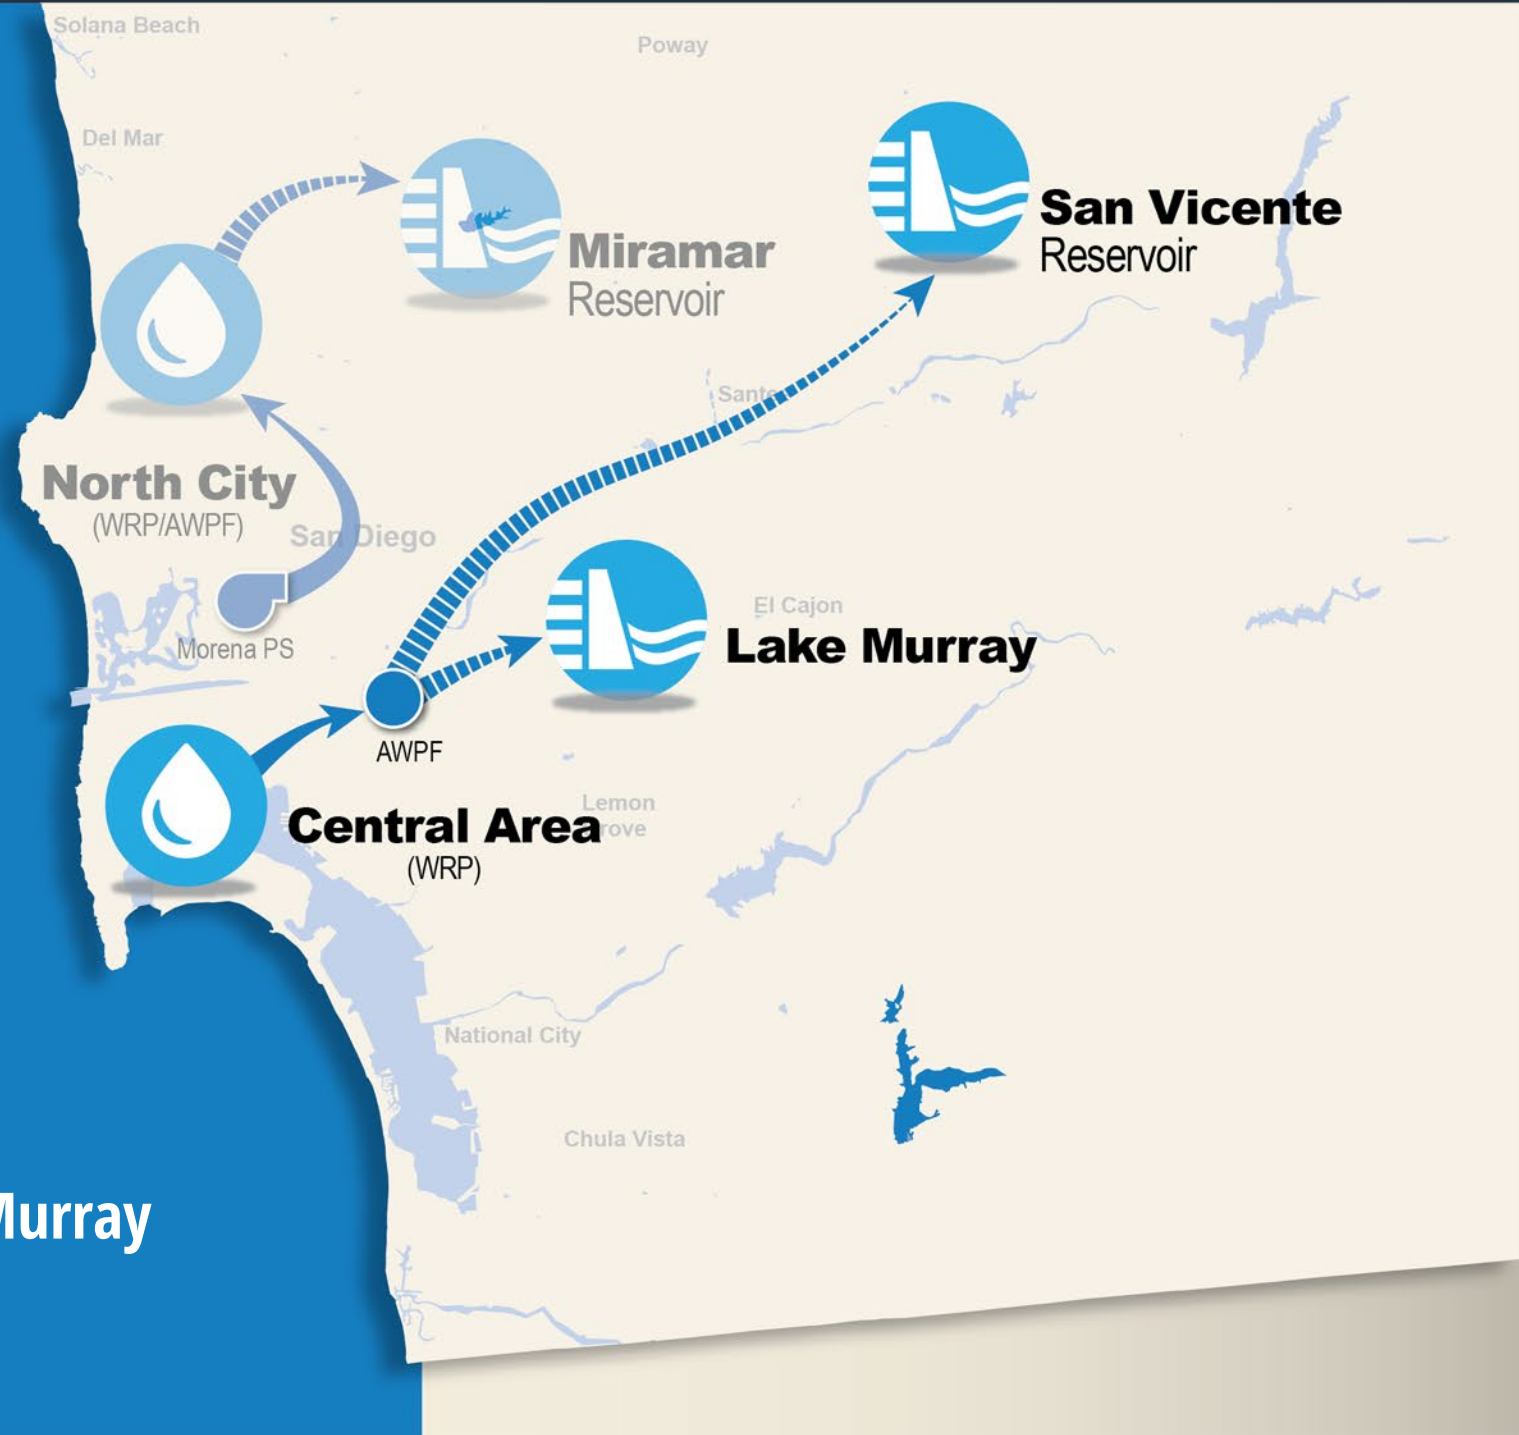 Solana Beach
Poway
Del Mar
San Vicente
Reservoir
Miramar
Reservoir
North City
(WRP/AWPF)
San Diego
El Cajon
Lake Murray
Morena PS
AWPF
Lemon
Central Area
(WRP)
National City
Chula Vista
Murray